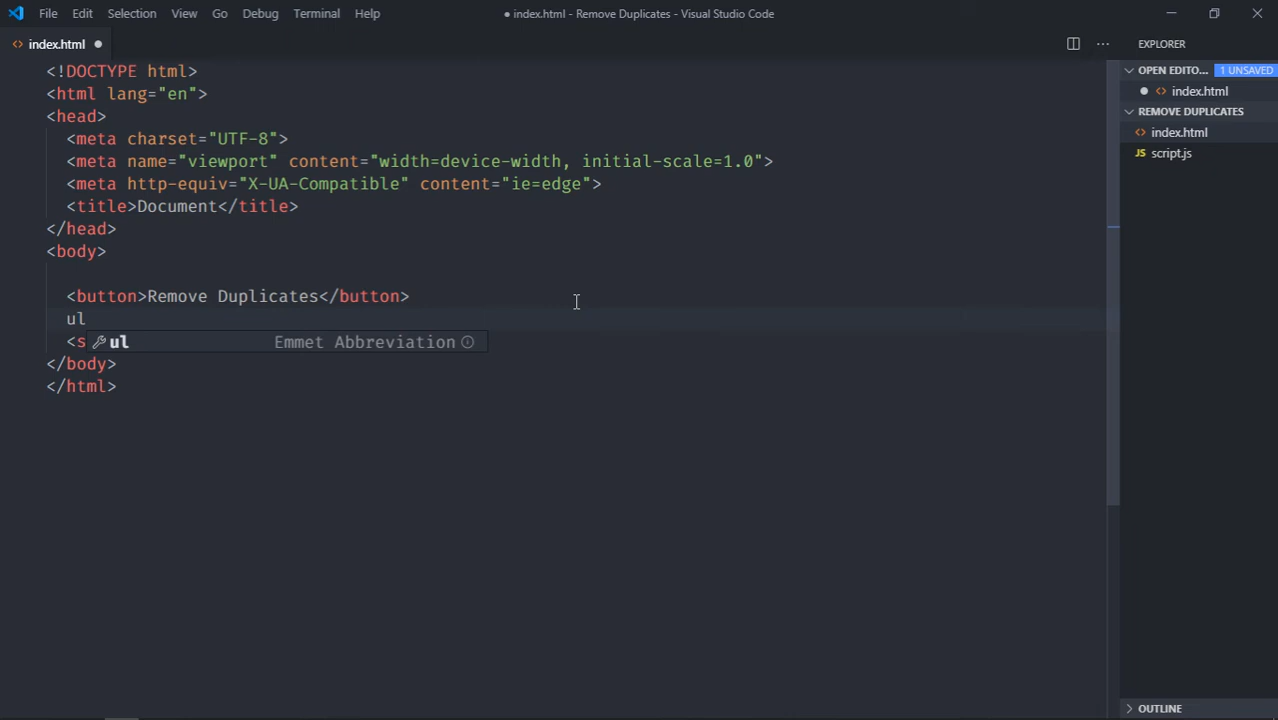 File Edit Selection View Go Debug Terminal Help
● index.html - Remove Duplicates - Visual Studio Code
<> index.html ●
<!DOCTYPE html>
<html lang="en">
<head>
<meta charset="UTF-8">
<meta name="viewport" content="width=device-width, initial-scale=1.0">
<meta http-equiv="X-UA-Compatible" content="ie=edge">
<title>Document</title>
</head>
<body>
<button>Remove Duplicates</button>
ul
<s
ul Emmet Abbreviation
</body>
</html>
EXPLORER
OPEN EDITO... 1 UNSAVED
● <> index.html
REMOVE DUPLICATES
<> index.html
JS script.js
OUTLINE